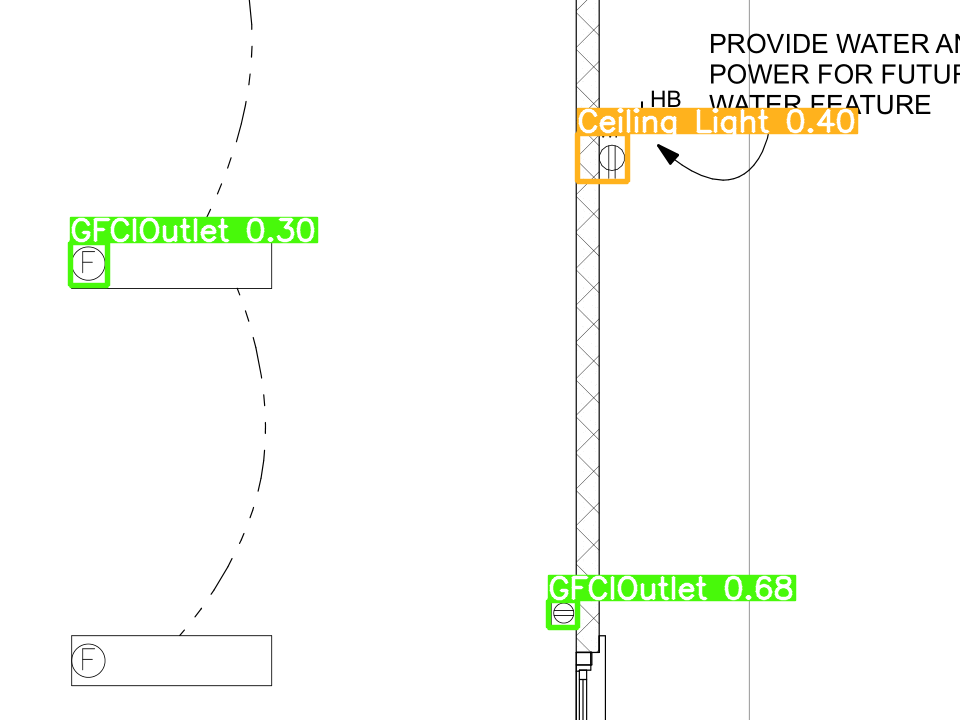 PROVIDE WATER AN
POWER FOR FUTUR
HB
WATER FEATURE
Ceiling Light 0.40
GFCIOutlet 0.30
F
GFCIOutlet 0.68
F